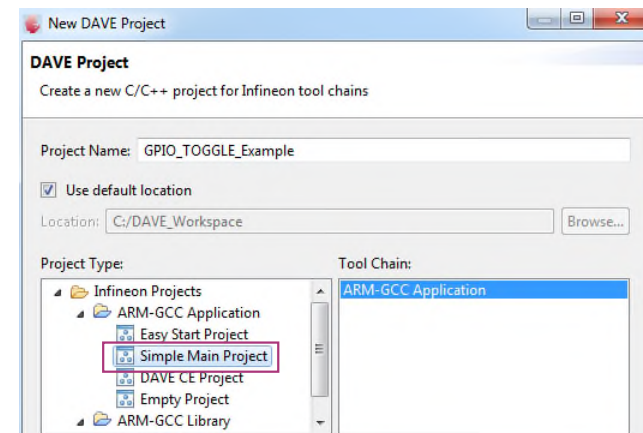 New DAVE Project
DAVE Project
Create a new C/C++ project for Infineon tool chains
Project Name: GPIO_TOGGLE_Example
Use default location
Location: C:/DAVE_Workspace Browse...
Project Type: Tool Chain:
Infineon Projects ARM-GCC Application
ARM-GCC Application
Easy Start Project
Simple Main Project
DAVE CE Project
Empty Project
ARM-GCC Library